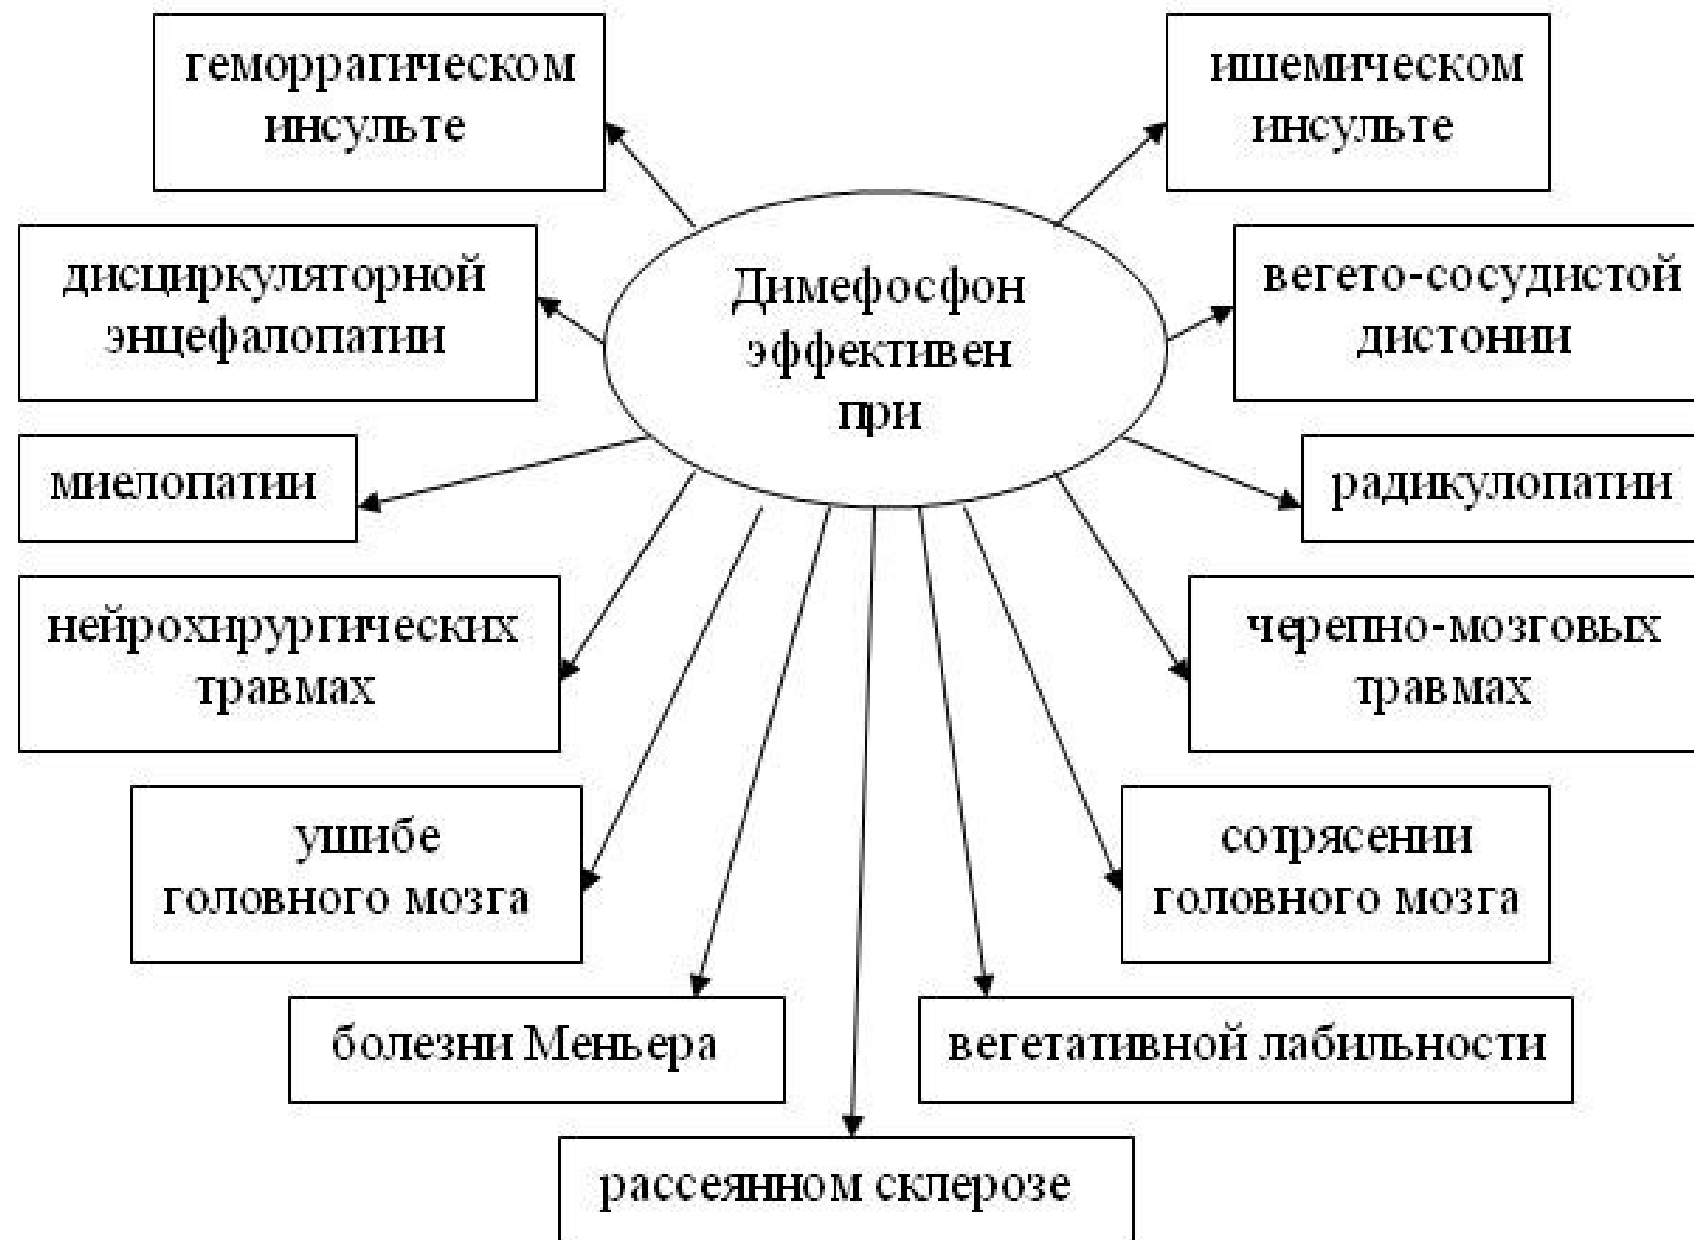 геморрагическом
инсульте
ишемическом
инсульте
Димефосфон
эффективен
при
дисциркуляторной
энцефалопатии
вегето-сосудистой
дистонии
миелопатии
радикулопатии
нейрохирургических
травмах
черепно-мозговых
травмах
ушибе
головного мозга
сотрясении
головного мозга
болезни Меньера
вегетативной лабильности
рассеянном склерозе